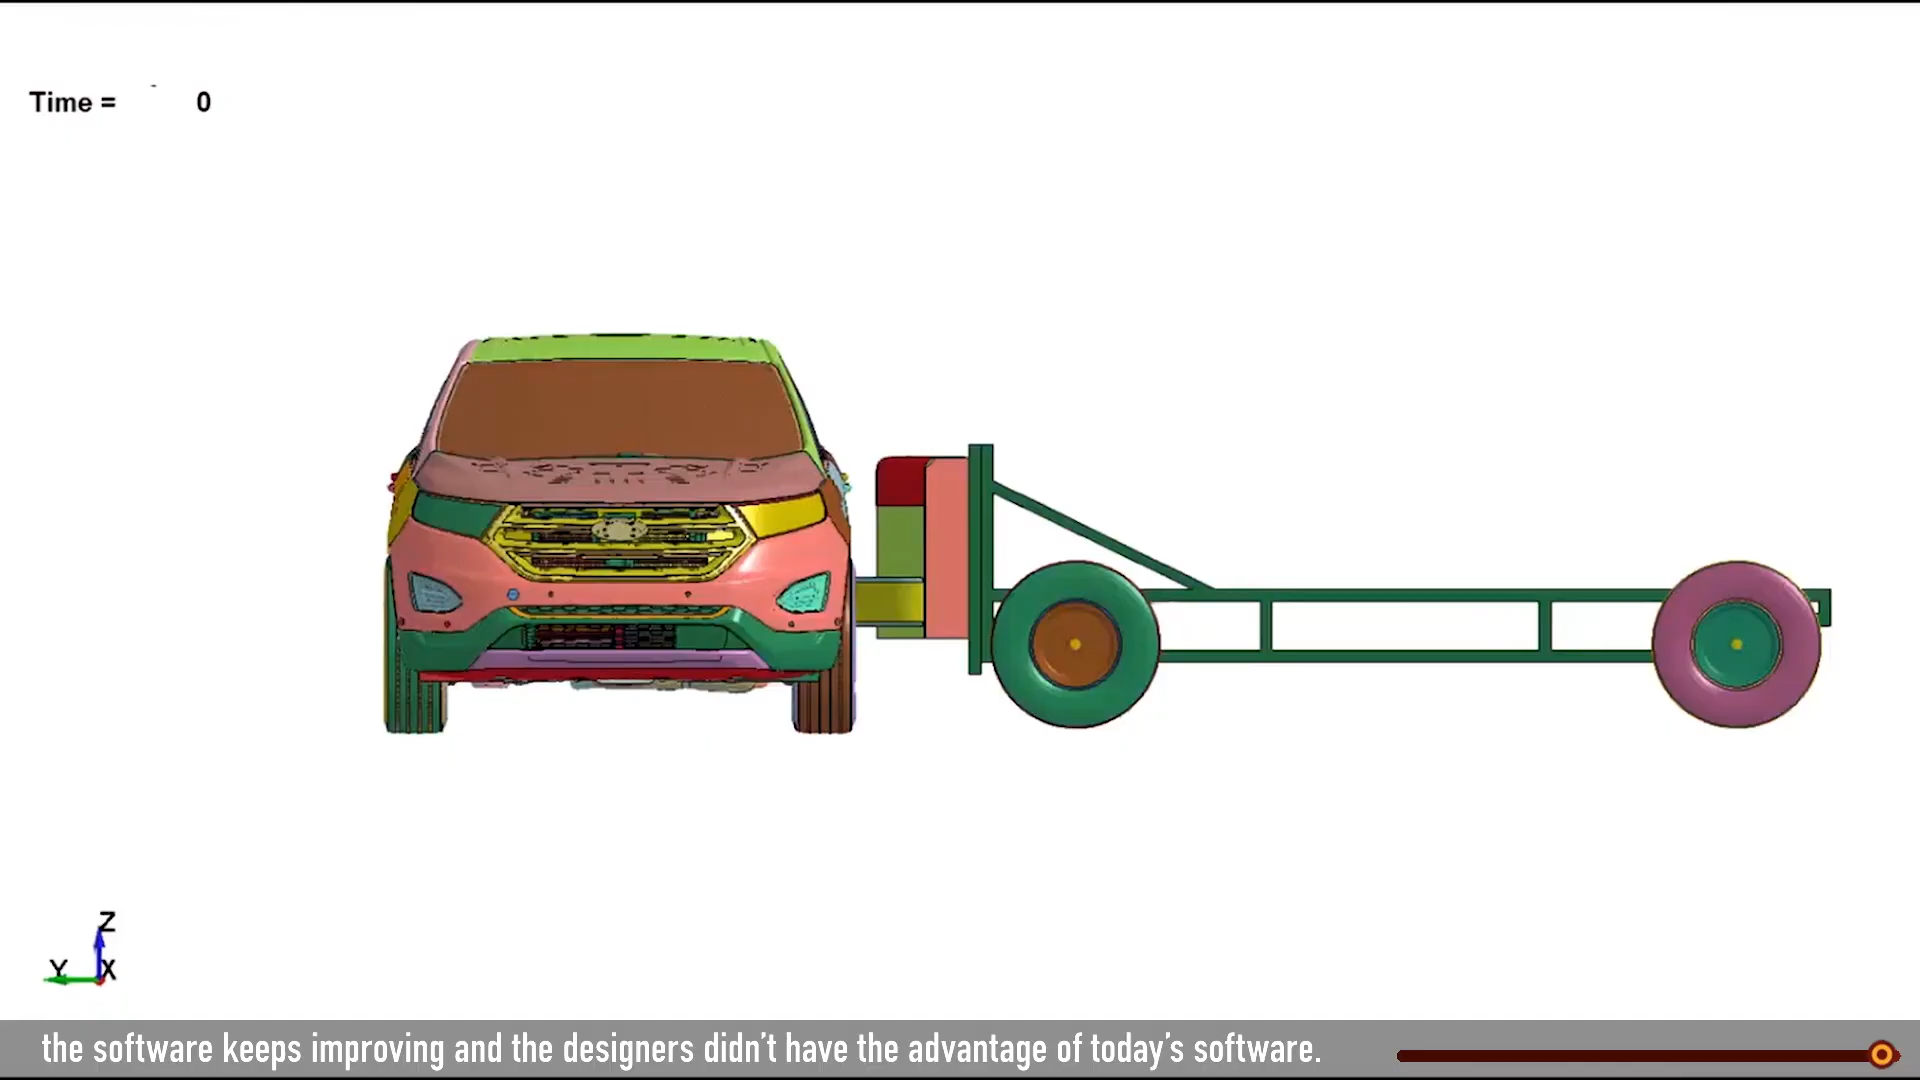 Time = 0
Z
Y X
the software keeps improving and the designers didn't have the advantage of today's software.